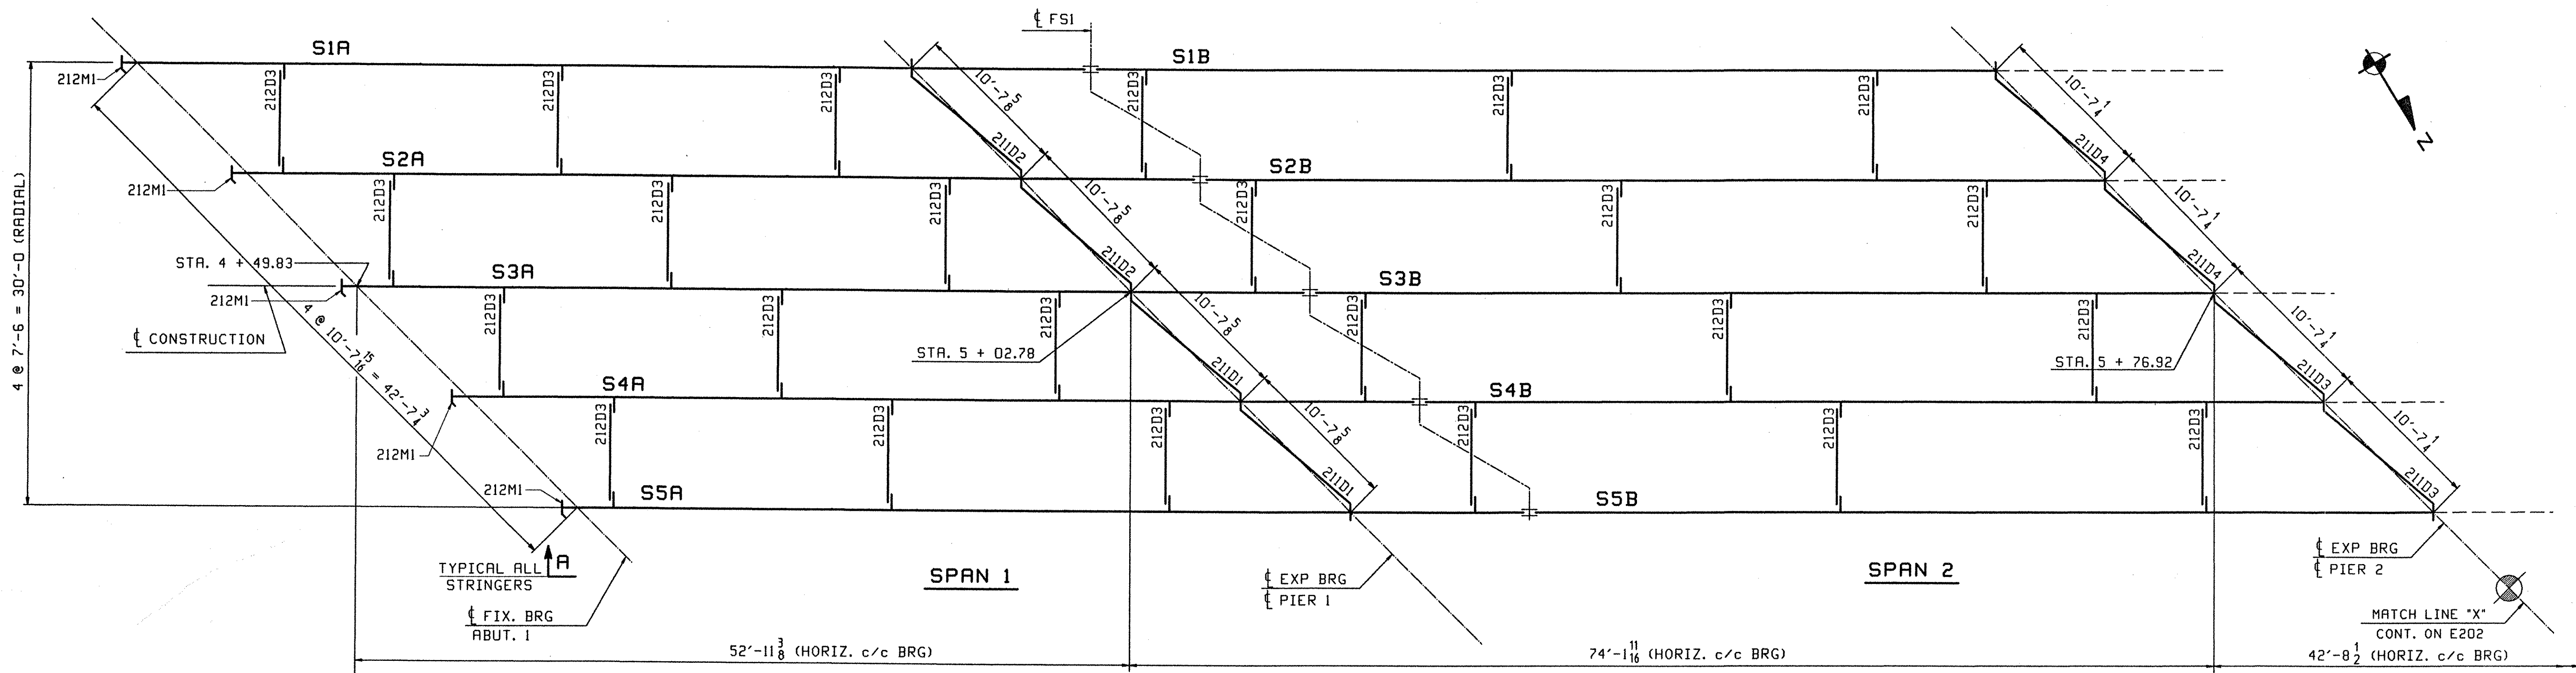 ℄ FS1
S1A
S1B
212M1
212D3
212D3
212D3
212D3
212D3
212D3
10'-7 5/8
10'-7 1/4
211D2
211D4
S2A
S2B
212M1
212D3
212D3
212D3
212D3
212D3
212D3
10'-7 5/8
10'-7 1/4
211D2
211D4
N
4 @ 7'-6 = 30'-0 (RADIAL)
STA. 4 + 49.83
S3A
S3B
212M1
℄ CONSTRUCTION
4 @ 10'-7 15/16 = 42'-7 3/4
212D3
212D3
212D3
212D3
212D3
212D3
10'-7 5/8
10'-7 1/4
STA. 5 + 02.78
STA. 5 + 76.92
211D1
211D3
S4A
S4B
212M1
212D3
212D3
212D3
212D3
212D3
212D3
10'-7 5/8
10'-7 1/4
211D1
211D3
212M1
S5A
S5B
A
TYPICAL ALL
STRINGERS
SPAN 1
SPAN 2
℄ FIX. BRG
ABUT. 1
℄ EXP BRG
℄ PIER 1
℄ EXP BRG
℄ PIER 2
MATCH LINE "X"
CONT. ON E202
52'-11 3/8 (HORIZ. c/c BRG)
74'-1 11/16 (HORIZ. c/c BRG)
42'-8 1/2 (HORIZ. c/c BRG)